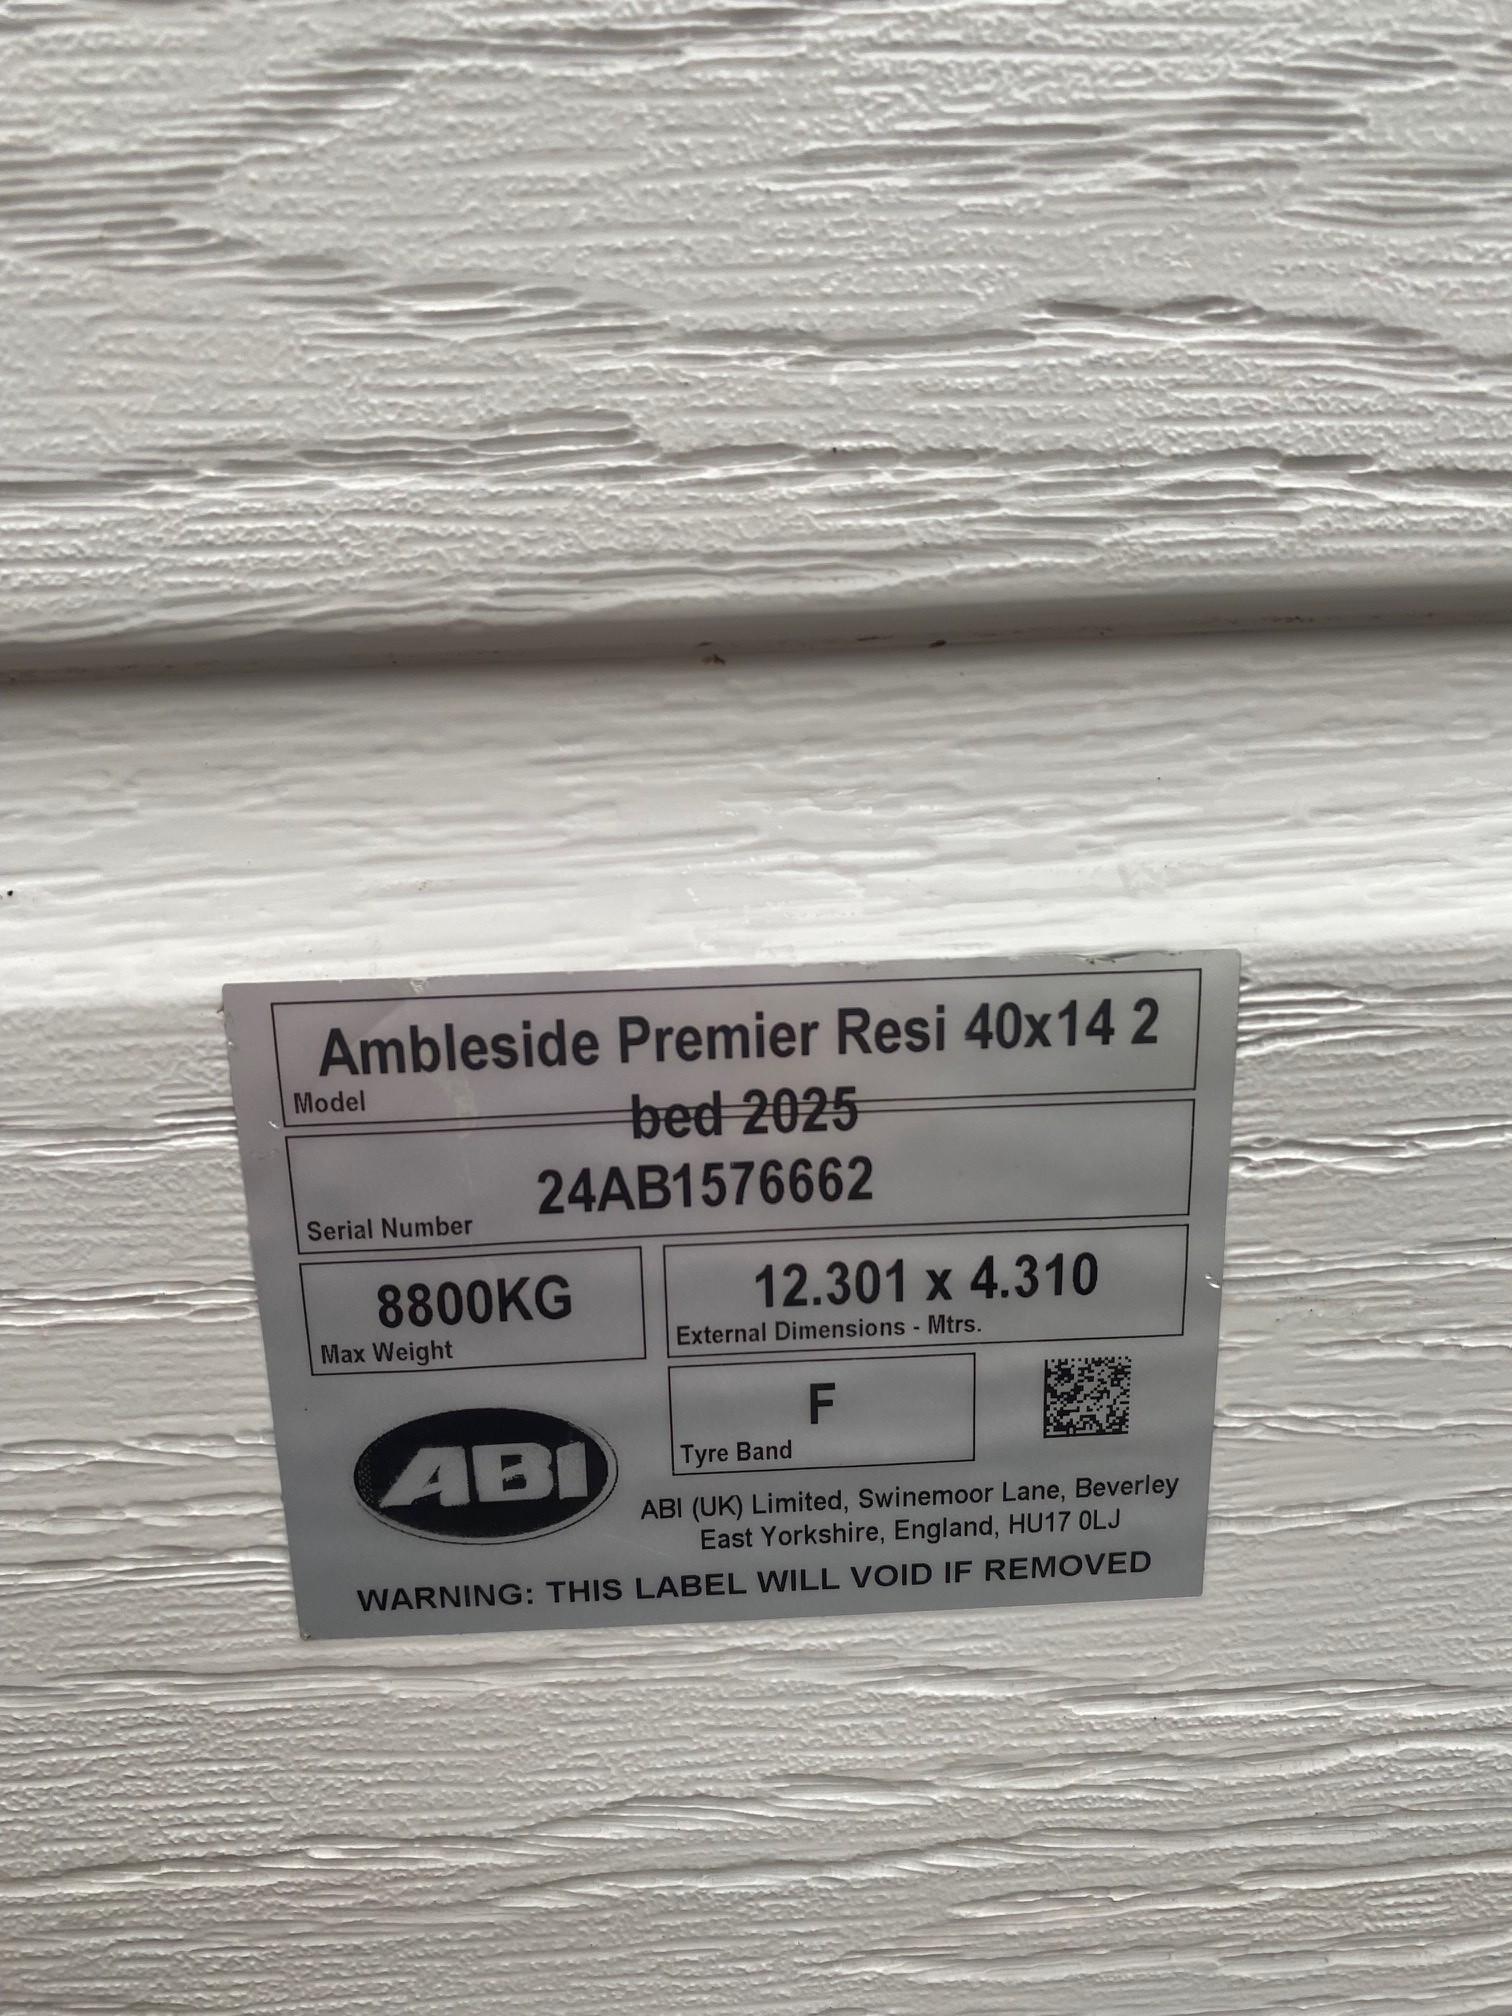 Ambleside Premier Resi 40x14 2
bed 2025
Model
24AB1576662
Serial Number
8800KG
Max Weight
12.301 x 4.310
External Dimensions - Mtrs.
F
Tyre Band
ABI
ABI (UK) Limited, Swinemoor Lane, Beverley
East Yorkshire, England, HU17 0LJ
WARNING: THIS LABEL WILL VOID IF REMOVED